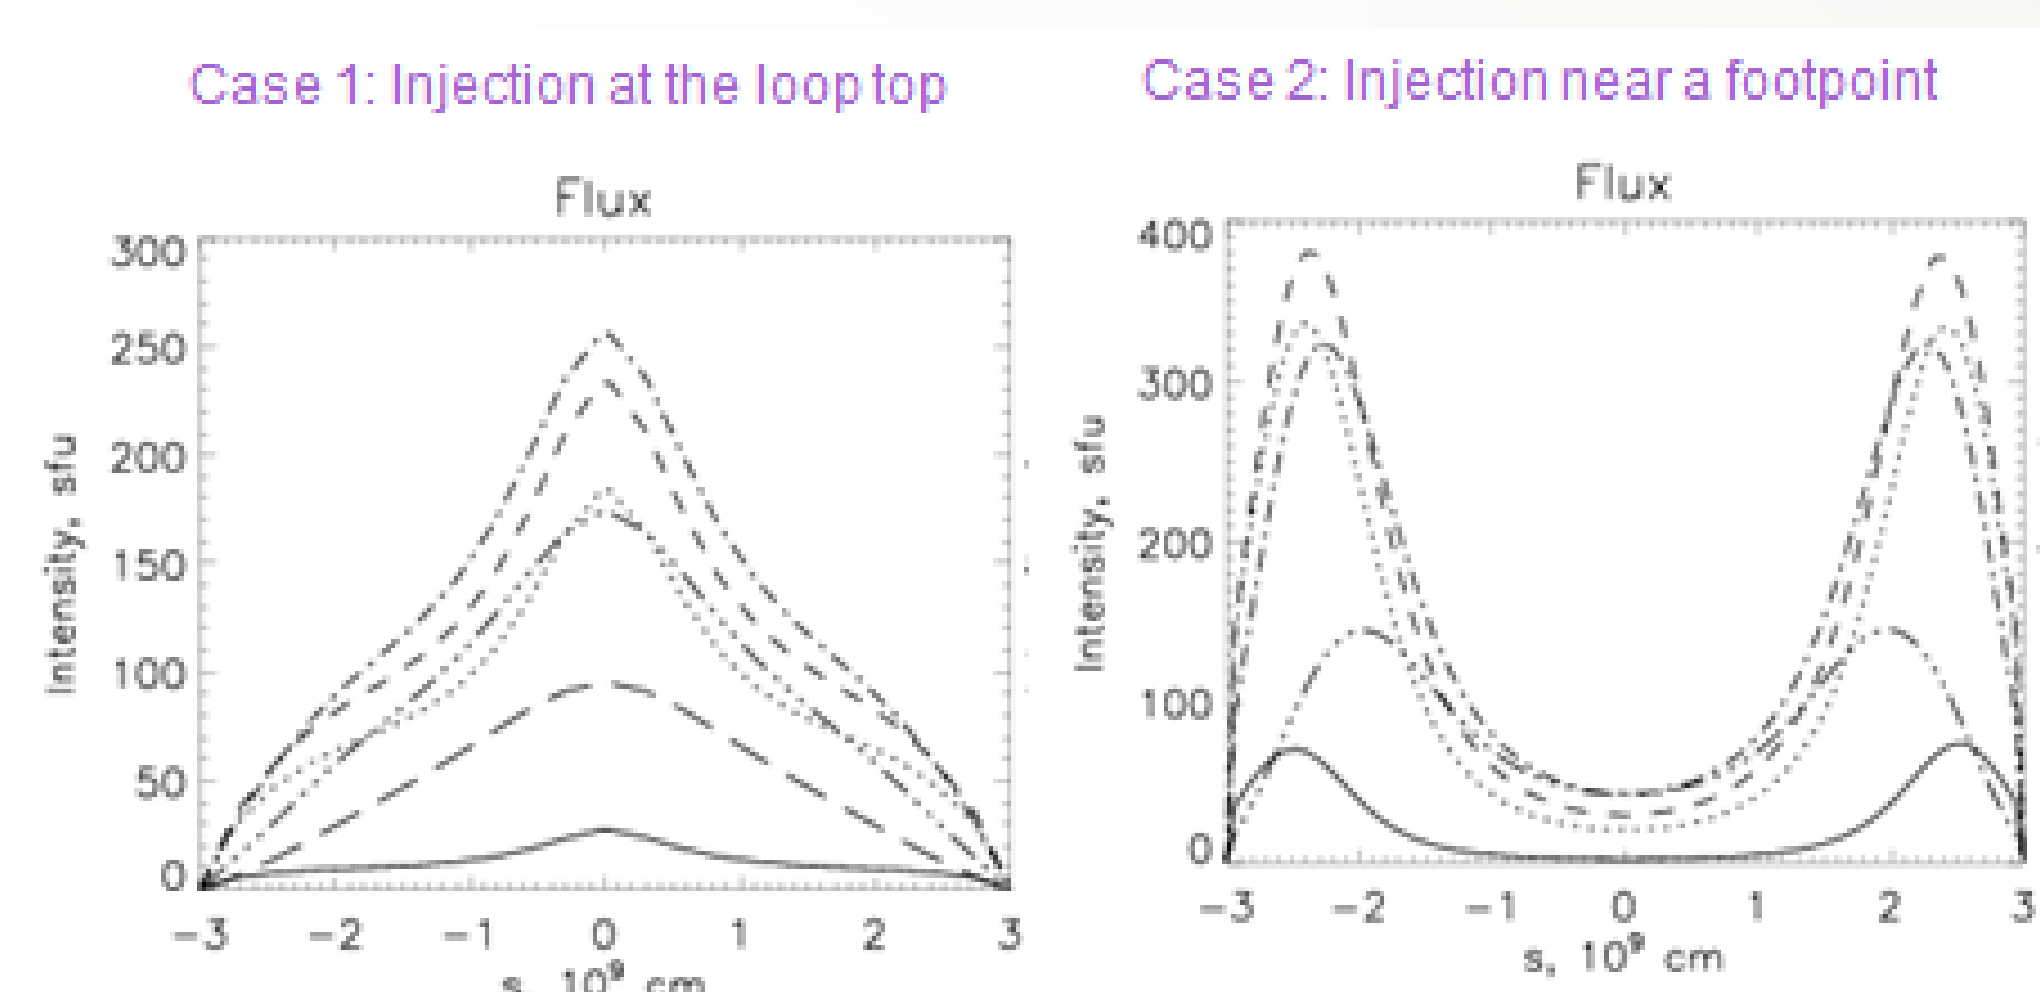 Case 1: Injection at the loop top
Flux
300
250
200
150
100
50
0
Intensity, sfu
-3 -2 -1 0 1 2 3
s, 10⁹ cm
Case 2: Injection near a footpoint
Flux
400
300
200
100
0
Intensity, sfu
-3 -2 -1 0 1 2 3
s, 10⁹ cm